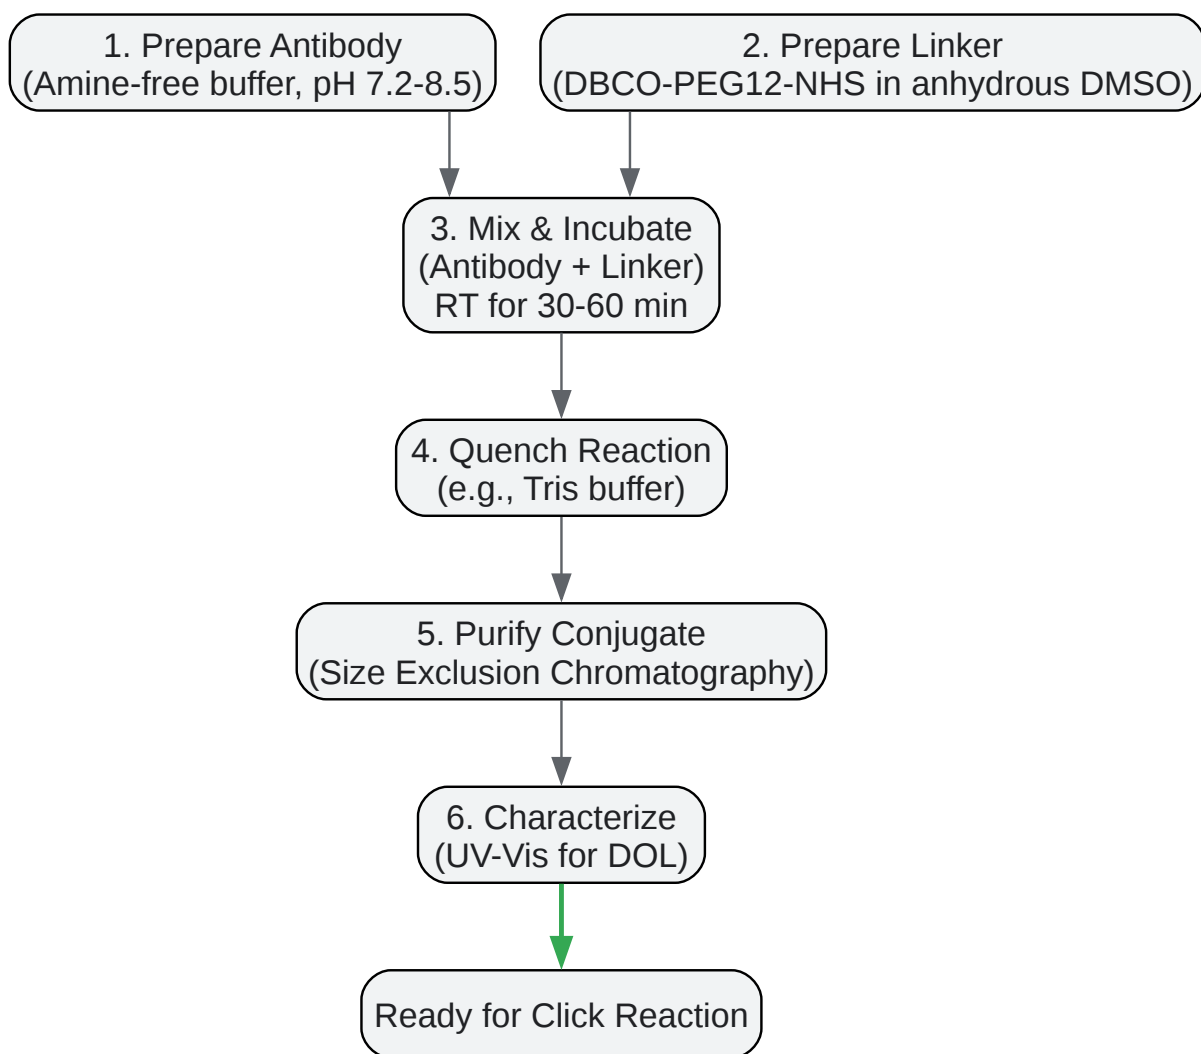 1. Prepare Antibody
(Amine-free buffer, pH 7.2-8.5)
2. Prepare Linker
(DBCO-PEG12-NHS in anhydrous DMSO)
3. Mix & Incubate
(Antibody + Linker)
RT for 30-60 min
4. Quench Reaction
(e.g., Tris buffer)
5. Purify Conjugate
(Size Exclusion Chromatography)
6. Characterize
(UV-Vis for DOL)
Ready for Click Reaction